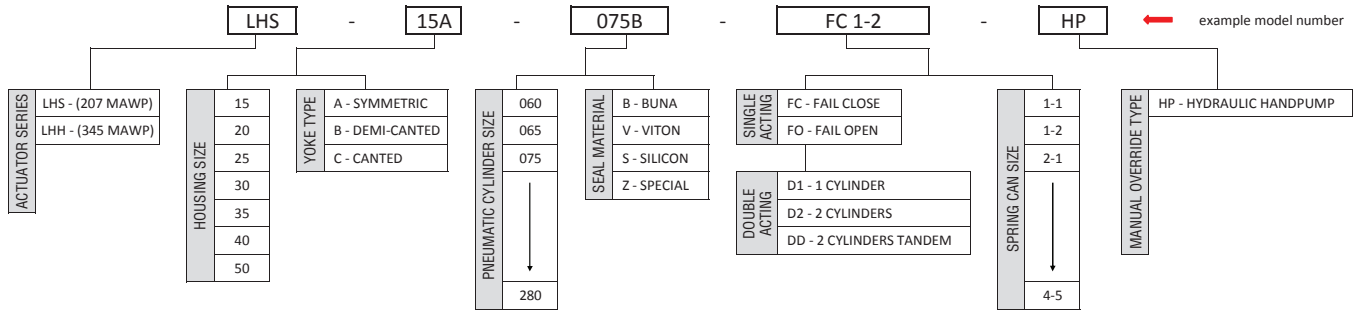 LHS - 15A - 075B - FC 1-2 - HP example model number
ACTUATOR SERIES
LHS - (207 MAWP)
LHH - (345 MAWP)
HOUSING SIZE
15
20
25
30
35
40
50
YOKE TYPE
A - SYMMETRIC
B - DEMI-CANTED
C - CANTED
PNEUMATIC CYLINDER SIZE
060
065
075
280
SEAL MATERIAL
B - BUNA
V - VITON
S - SILICON
Z - SPECIAL
SINGLE
ACTING
FC - FAIL CLOSE
FO - FAIL OPEN
DOUBLE
ACTING
D1 - 1 CYLINDER
D2 - 2 CYLINDERS
DD - 2 CYLINDERS TANDEM
SPRING CAN SIZE
1-1
1-2
2-1
4-5
MANUAL OVERRIDE TYPE
HP - HYDRAULIC HANDPUMP